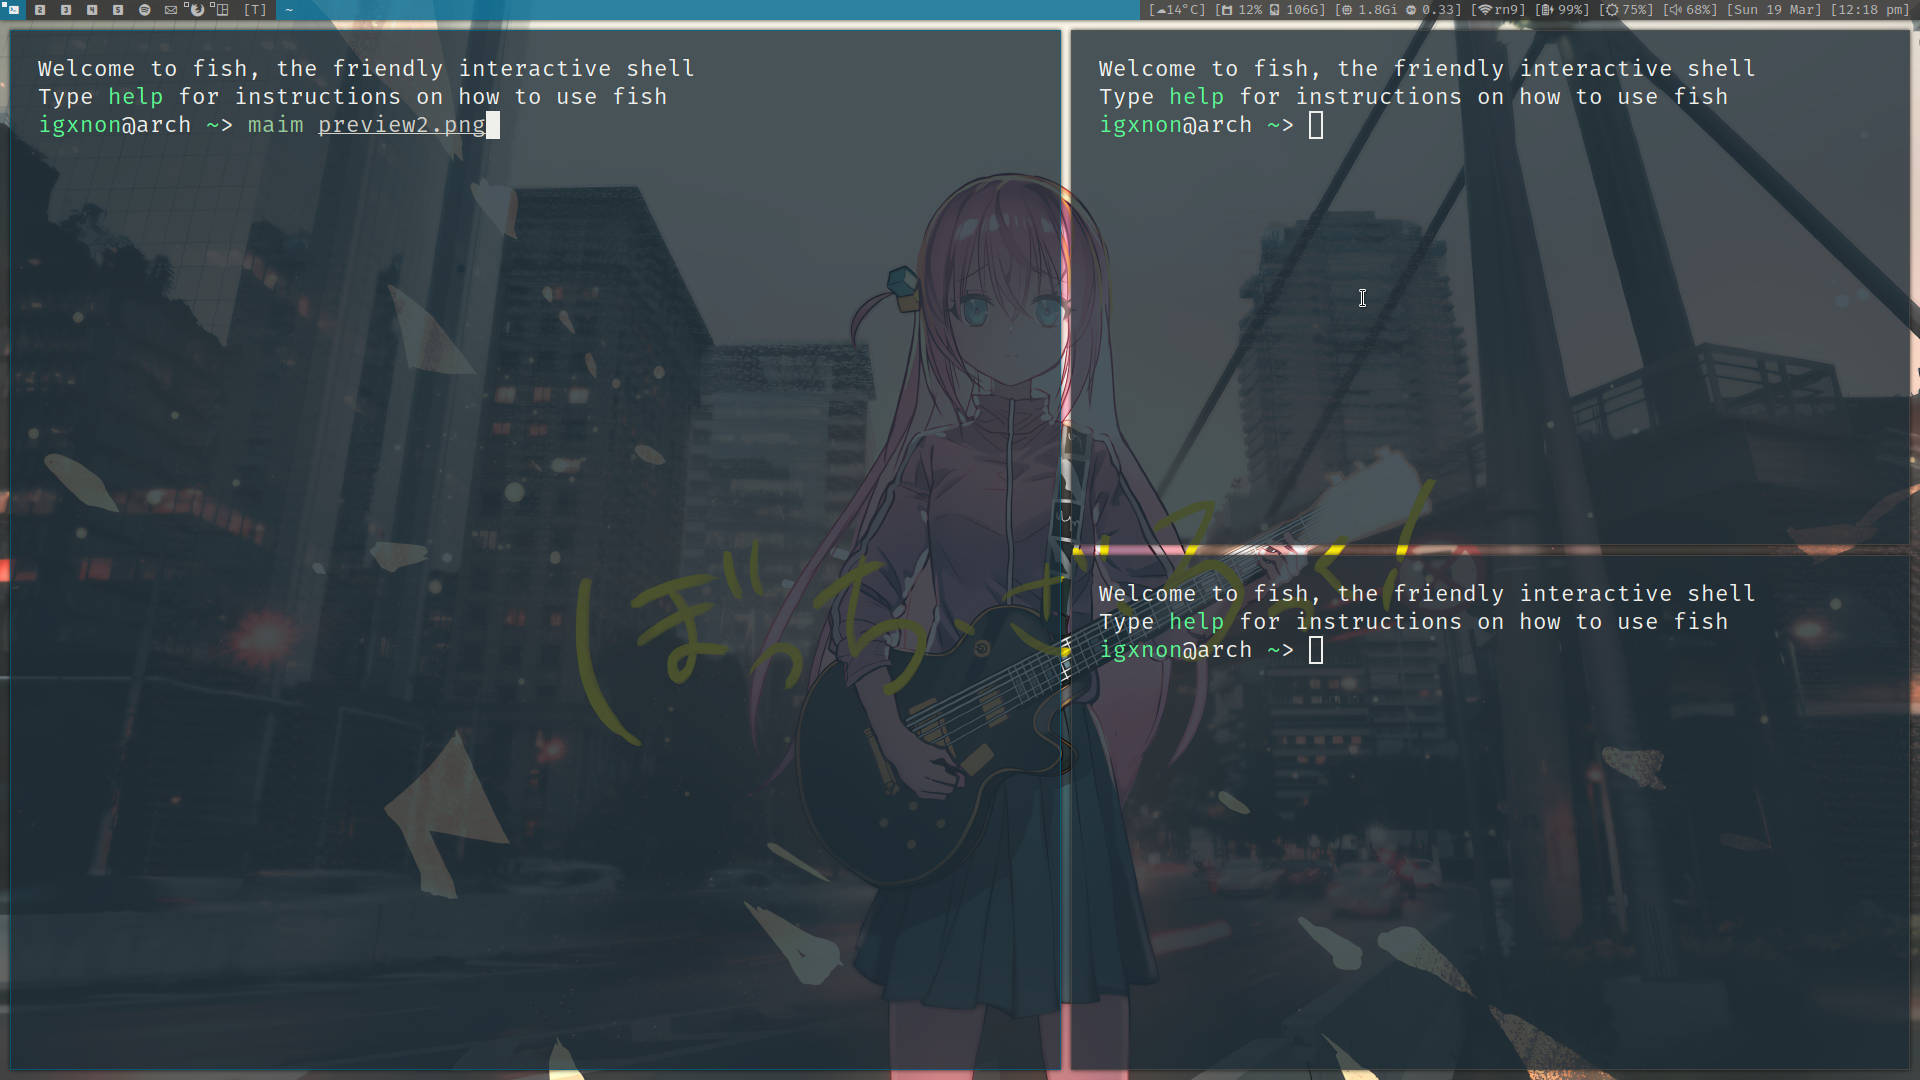 2 3 4 5 [T] ~ [14°C] [12% 106G] [1.8Gi 0.33] [rn9] [99%] [75%] [68%] [Sun 19 Mar] [12:18 pm]
Welcome to fish, the friendly interactive shell
Type help for instructions on how to use fish
igxnon@arch ~> maim preview2.png
Welcome to fish, the friendly interactive shell
Type help for instructions on how to use fish
igxnon@arch ~>
Welcome to fish, the friendly interactive shell
Type help for instructions on how to use fish
igxnon@arch ~>
ぼっち・ざ・ろっく!